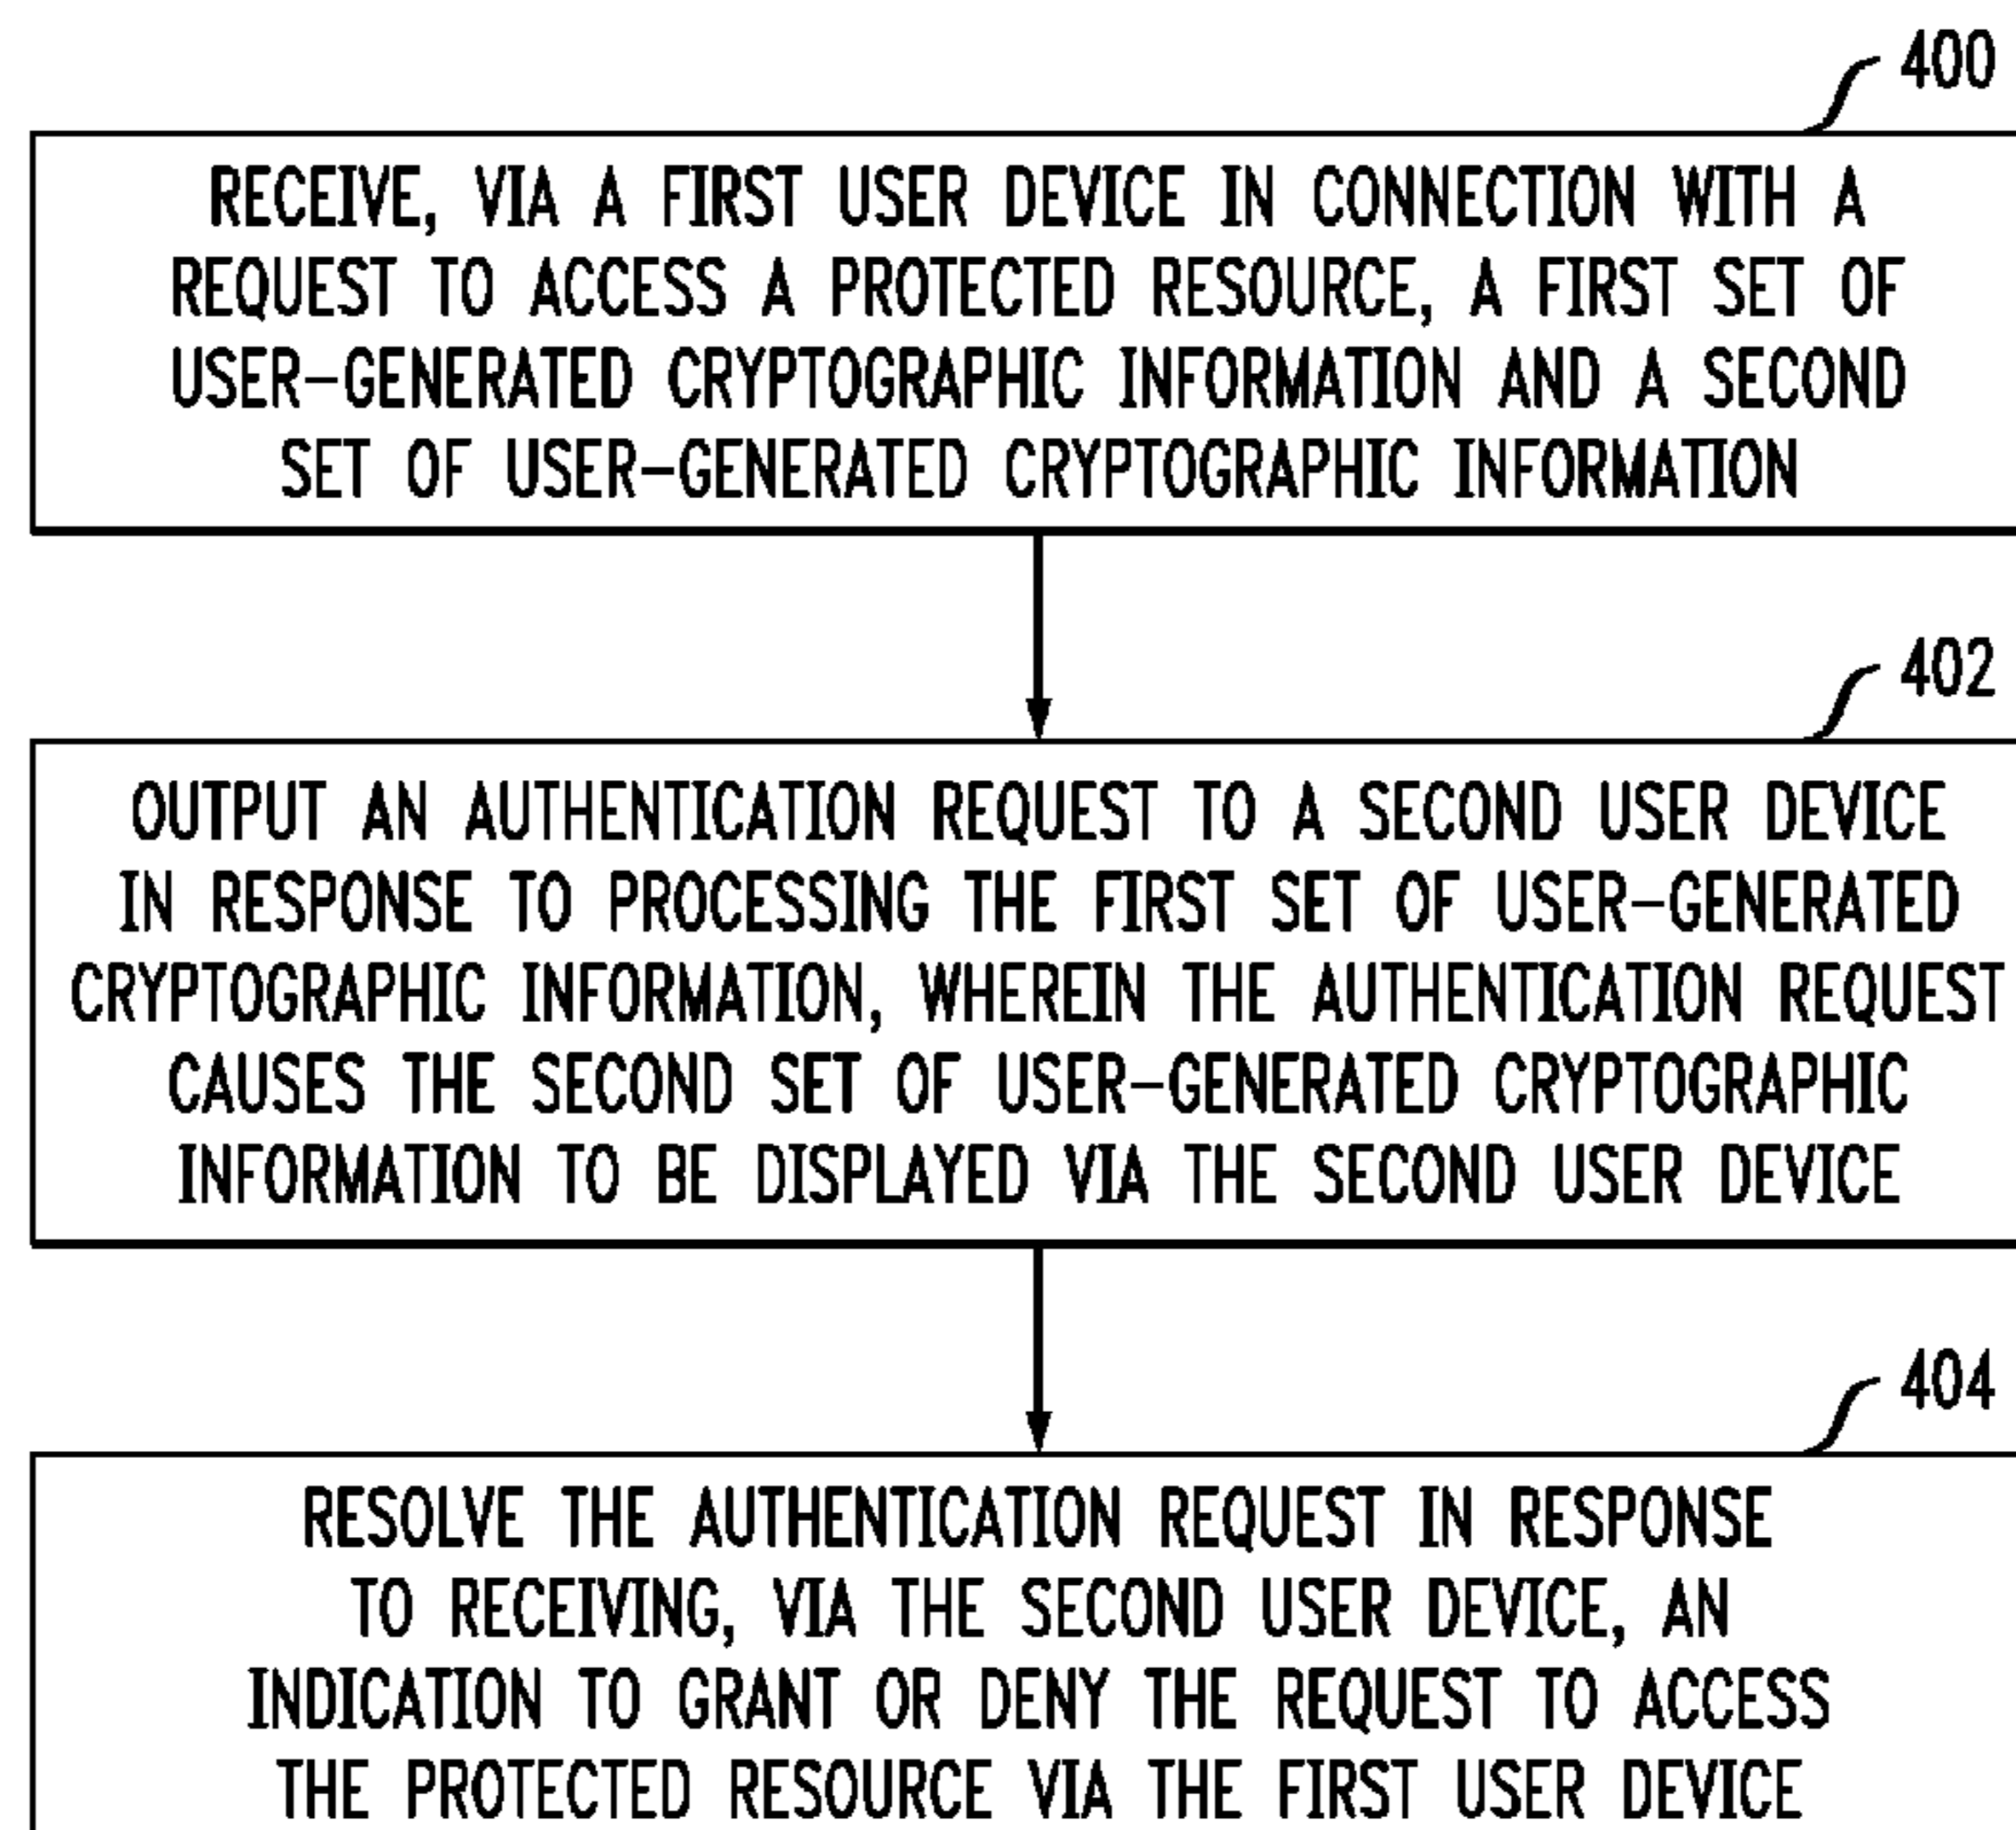 400
RECEIVE, VIA A FIRST USER DEVICE IN CONNECTION WITH A
REQUEST TO ACCESS A PROTECTED RESOURCE, A FIRST SET OF
USER-GENERATED CRYPTOGRAPHIC INFORMATION AND A SECOND
SET OF USER-GENERATED CRYPTOGRAPHIC INFORMATION
402
OUTPUT AN AUTHENTICATION REQUEST TO A SECOND USER DEVICE
IN RESPONSE TO PROCESSING THE FIRST SET OF USER-GENERATED
CRYPTOGRAPHIC INFORMATION, WHEREIN THE AUTHENTICATION REQUEST
CAUSES THE SECOND SET OF USER-GENERATED CRYPTOGRAPHIC
INFORMATION TO BE DISPLAYED VIA THE SECOND USER DEVICE
404
RESOLVE THE AUTHENTICATION REQUEST IN RESPONSE
TO RECEIVING, VIA THE SECOND USER DEVICE, AN
INDICATION TO GRANT OR DENY THE REQUEST TO ACCESS
THE PROTECTED RESOURCE VIA THE FIRST USER DEVICE